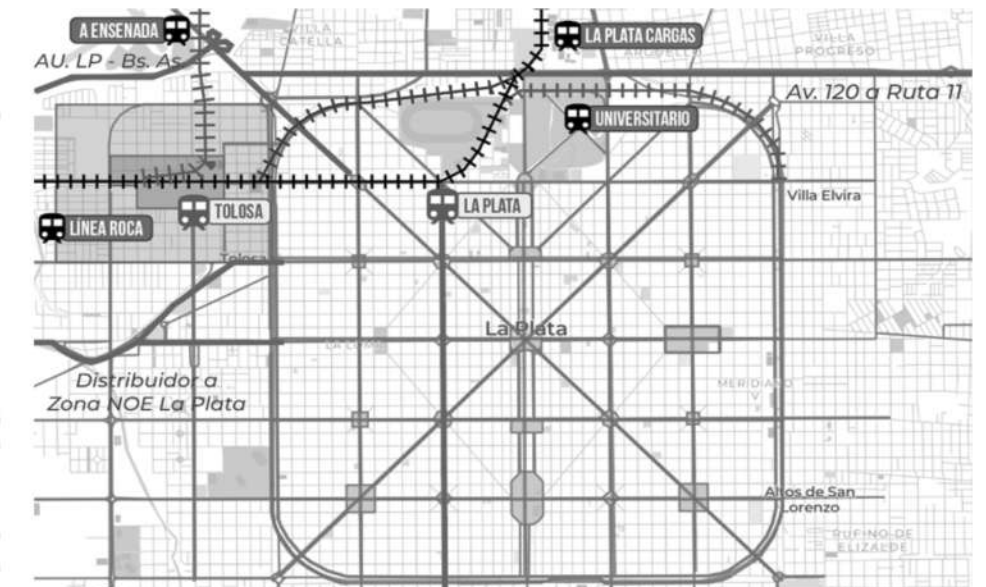 A ENSENADA
LA PLATA CARGAS
VILLA
CATELLA
VILLA
PROGRESO
AU. LP - Bs. As.
Av. 120 a Ruta 11
UNIVERSITARIO
Villa Elvira
TOLOSA
LA PLATA
LÍNEA ROCA
Tolosa
La Plata
LA LOMA
Distribuidor a
Zona NOE La Plata
MERIDIANO
V
Altos de San
Lorenzo
RUFINO DE
ELIZALDE